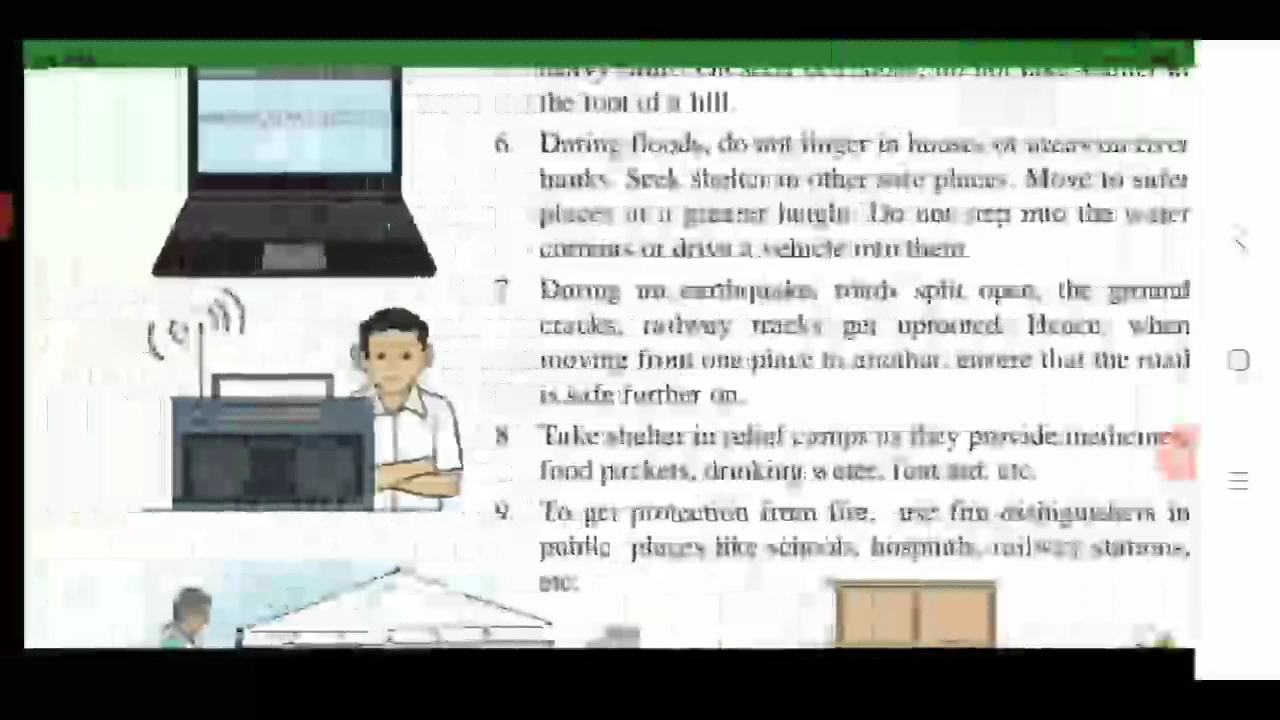 the foot of a hill.
6. During floods, do not linger in houses or areas on river
banks. Seek shelter in other safe places. Move to safer
places at a greater height. Do not step into the water
currents or drive a vehicle into them.
7. During an earthquake, roads split open, the ground
cracks, railway tracks get uprooted. Hence, when
moving from one place to another, ensure that the road
is safe further on.
8. Take shelter in relief camps as they provide medicines,
food packets, drinking water, first aid, etc.
9. To get protection from fire, use fire extinguishers in
public places like schools, hospitals, railway stations,
etc.